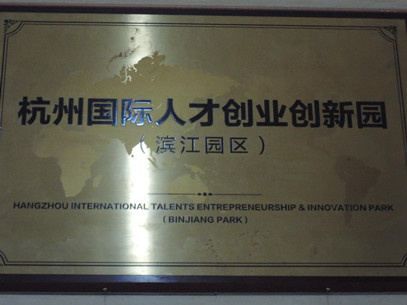 杭州国际人才创业创新园
（滨江园区）
HANGZHOU INTERNATIONAL TALENTS ENTREPRENEURSHIP & INNOVATION PARK
( BINJIANG PARK )